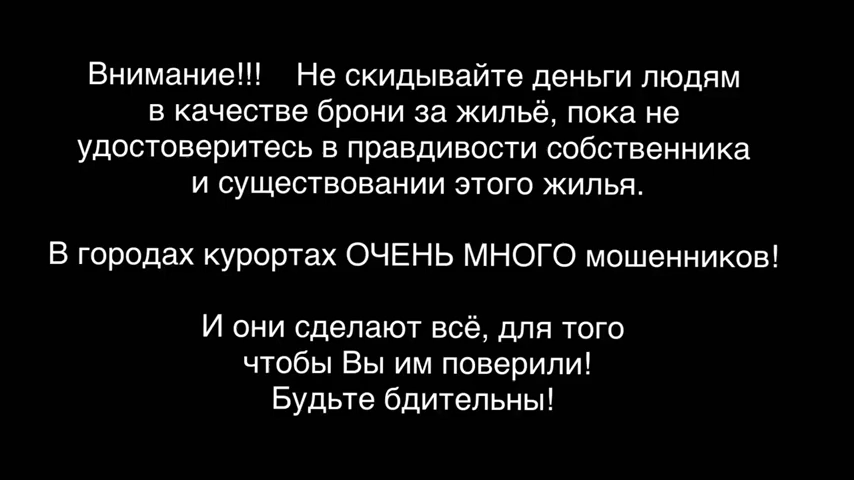 Внимание!!! Не скидывайте деньги людям
в качестве брони за жильё, пока не
удостоверитесь в правдивости собственника
и существовании этого жилья.
В городах курортах ОЧЕНЬ МНОГО мошенников!
И они сделают всё, для того
чтобы Вы им поверили!
Будьте бдительны!